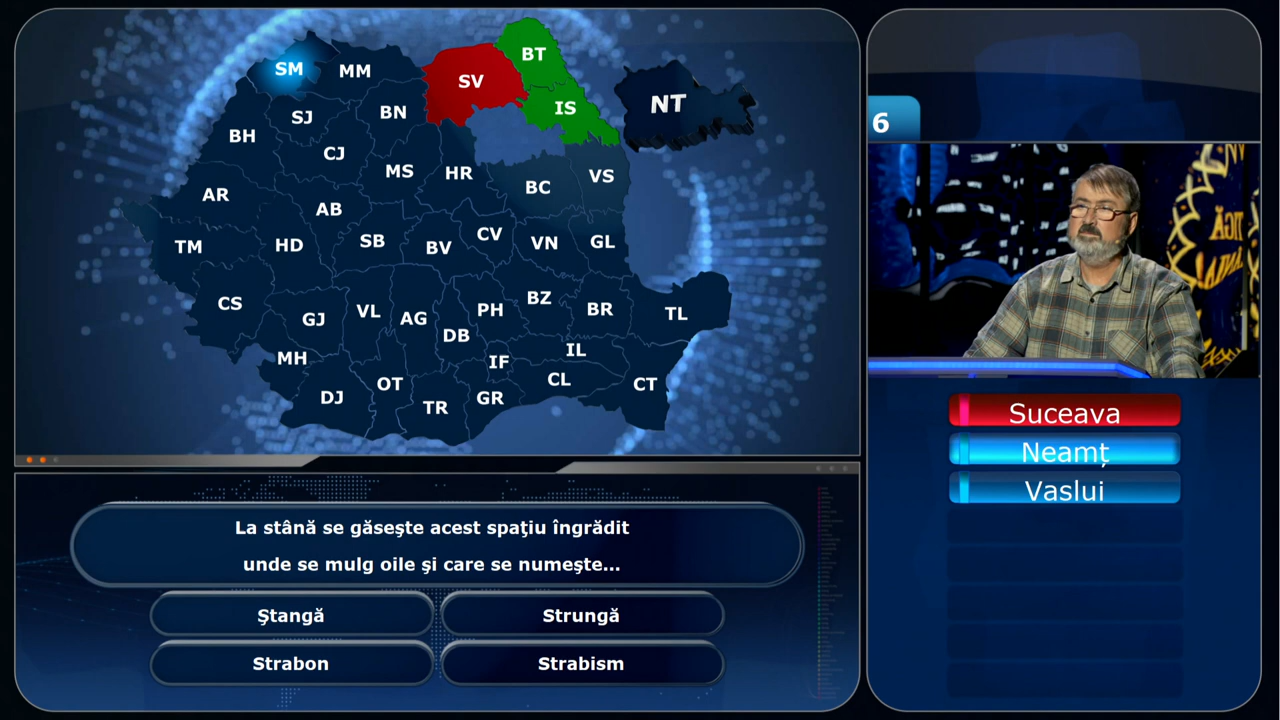 SM
MM
SV
BT
IS
NT
SJ
BN
BH
CJ
MS
HR
BC
VS
AR
AB
TM
HD
SB
BV
CV
VN
GL
CS
GJ
VL
AG
DB
PH
BZ
BR
TL
MH
IF
IL
DJ
OT
TR
GR
CL
CT
6
Suceava
Neamț
Vaslui
La stână se găseşte acest spaţiu îngrădit
unde se mulg oile şi care se numeşte...
Ştangă
Strungă
Strabon
Strabism